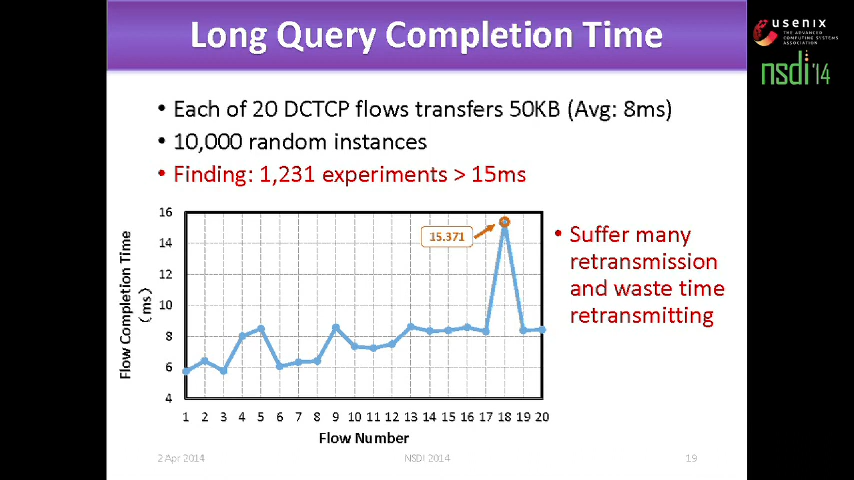 Long Query Completion Time
usenix
THE ADVANCED
COMPUTING SYSTEMS
ASSOCIATION
nsdi '14
• Each of 20 DCTCP flows transfers 50KB (Avg: 8ms)
• 10,000 random instances
• Finding: 1,231 experiments > 15ms
Flow Completion Time
(ms)
16
14
12
10
8
6
4
15.371
1 2 3 4 5 6 7 8 9 10 11 12 13 14 15 16 17 18 19 20
Flow Number
• Suffer many
retransmission
and waste time
retransmitting
2 Apr 2014
NSDI 2014
19